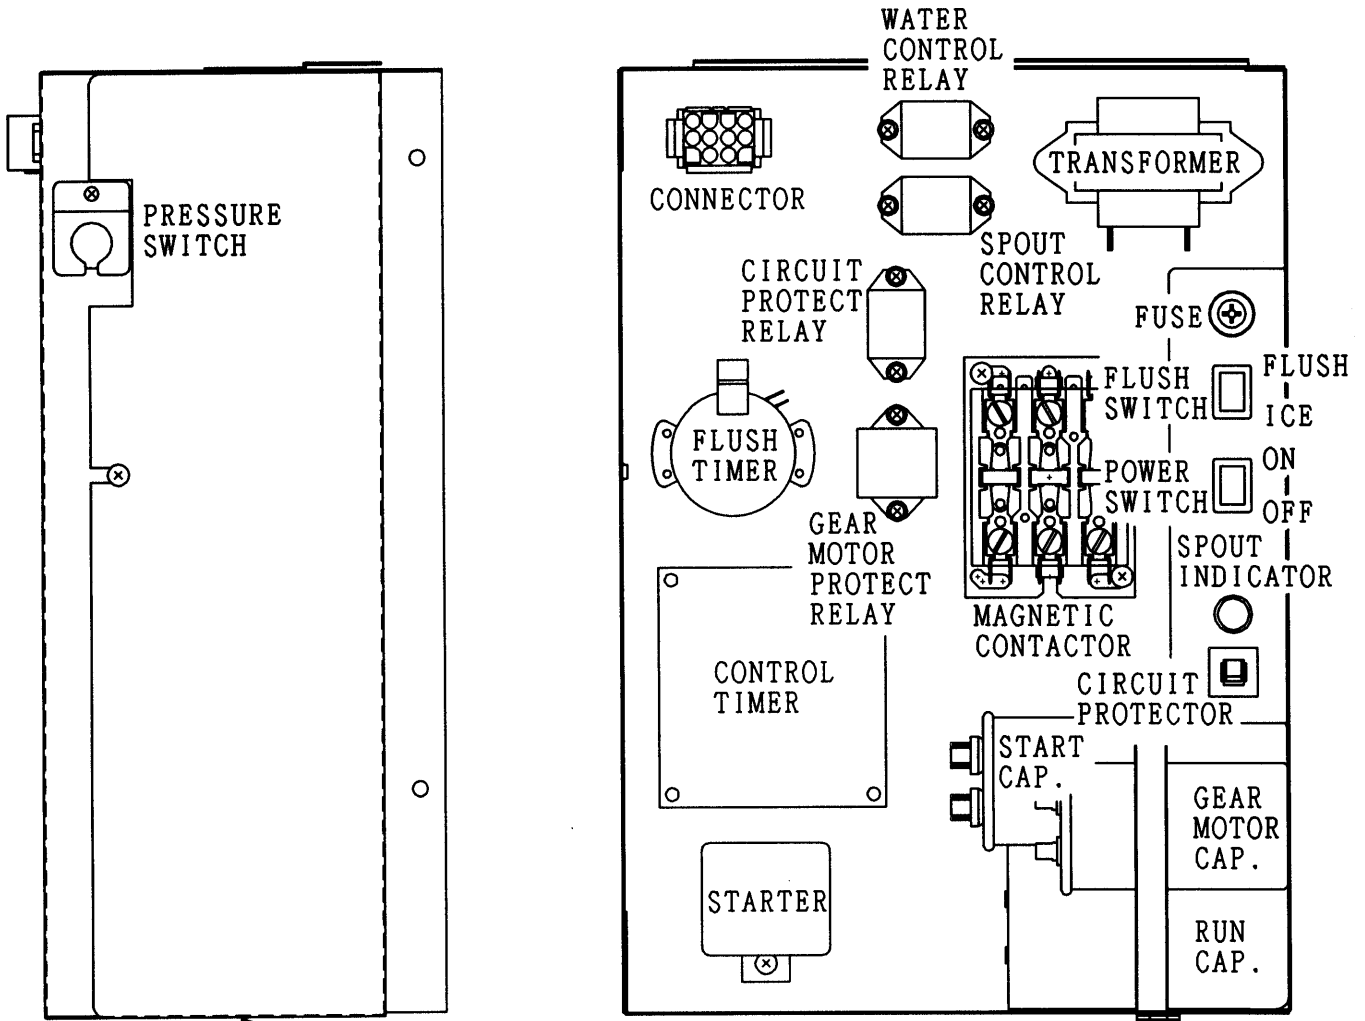 WATER
CONTROL
RELAY
TRANSFORMER
CONNECTOR
PRESSURE
SWITCH
SPOUT
CONTROL
RELAY
CIRCUIT
PROTECT
RELAY
FUSE
FLUSH
SWITCH
FLUSH
ICE
FLUSH
TIMER
POWER
SWITCH
ON
OFF
GEAR
MOTOR
PROTECT
RELAY
SPOUT
INDICATOR
MAGNETIC
CONTACTOR
CONTROL
TIMER
CIRCUIT
PROTECTOR
START
CAP.
GEAR
MOTOR
CAP.
STARTER
RUN
CAP.